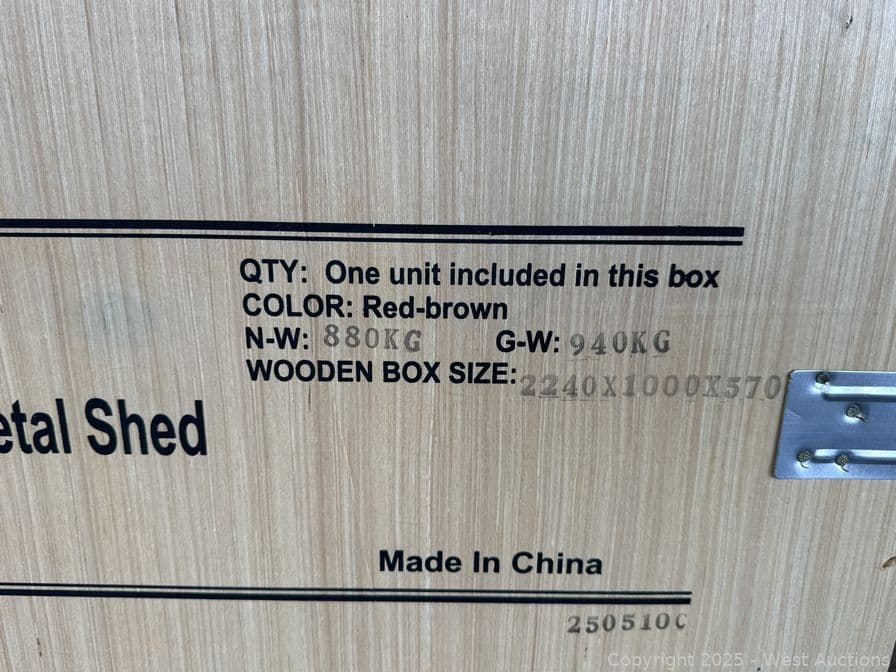 QTY: One unit included in this box
COLOR: Red-brown
N-W: 880KG G-W: 940KG
WOODEN BOX SIZE: 2240X1000X570
etal Shed
Made In China
250510C
Copyright 2025 - West Auctions